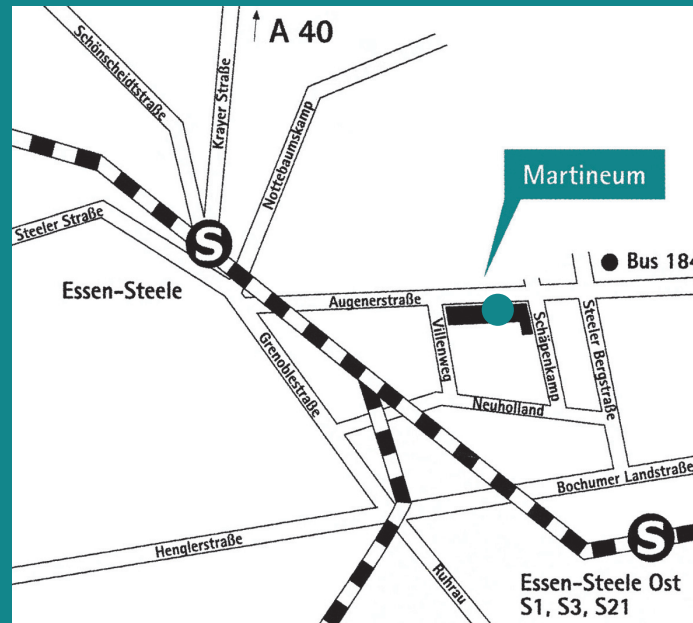 A 40
Schönscheidtstraße
Krayer Straße
Nottebaumskamp
Martineum
Steeler Straße
S
Bus 184
Essen-Steele
Augenerstraße
Villenweg
Schäpenkamp
Steeler Bergstraße
Grenoblestraße
Neuholland
Bochumer Landstraße
Henglerstraße
Ruhrau
S
Essen-Steele Ost
S1, S3, S21